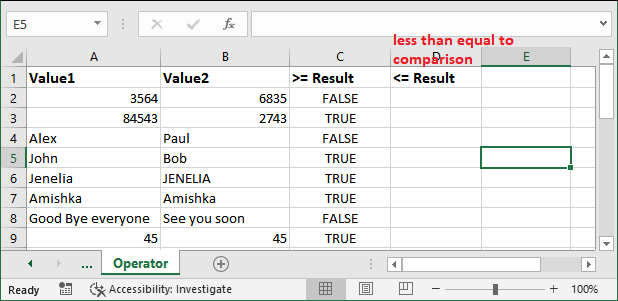 E5
fx
less than equal to
comparison
A B C D E
1 Value1 Value2 >= Result <= Result
2 3564 6835 FALSE
3 84543 2743 TRUE
4 Alex Paul FALSE
5 John Bob TRUE
6 Jenelia JENELIA TRUE
7 Amishka Amishka TRUE
8 Good Bye everyone See you soon FALSE
9 45 45 TRUE
... Operator
Ready Accessibility: Investigate 100%